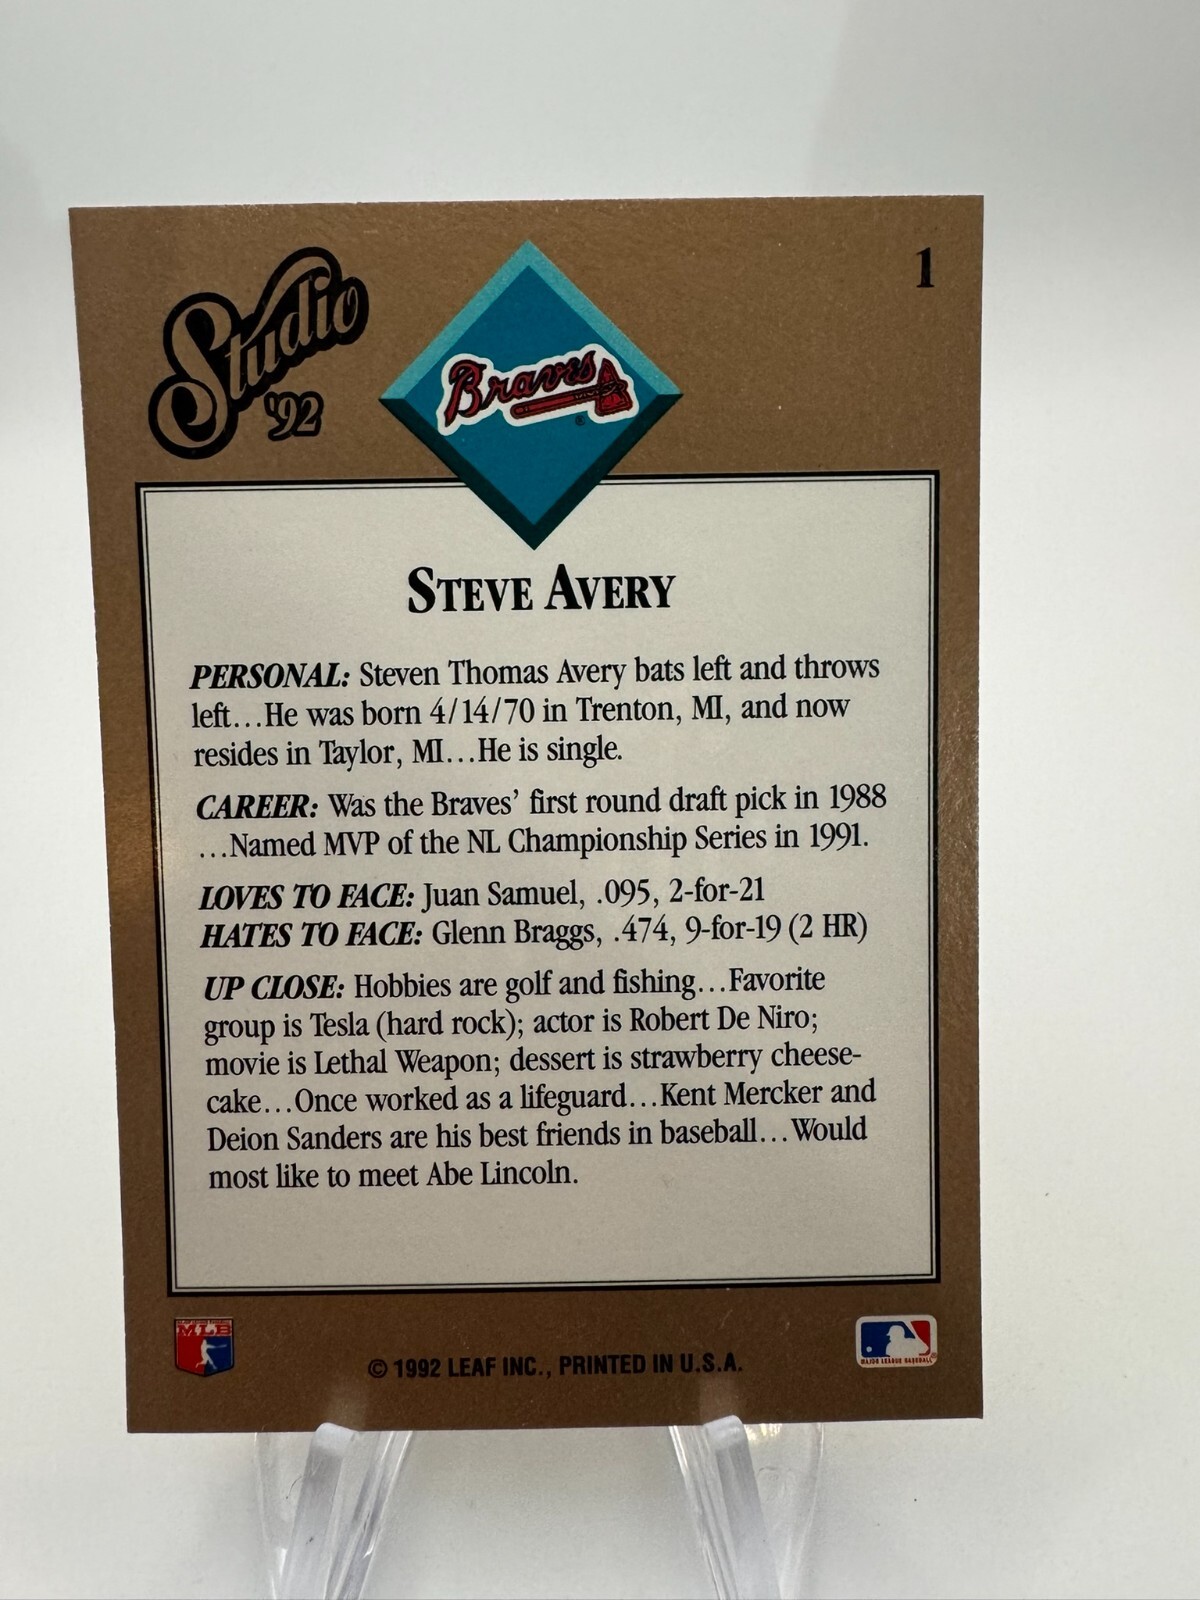 Studio
'92
1
Braves
®
STEVE AVERY
PERSONAL: Steven Thomas Avery bats left and throws
left...He was born 4/14/70 in Trenton, MI, and now
resides in Taylor, MI...He is single.
CAREER: Was the Braves' first round draft pick in 1988
...Named MVP of the NL Championship Series in 1991.
LOVES TO FACE: Juan Samuel, .095, 2-for-21
HATES TO FACE: Glenn Braggs, .474, 9-for-19 (2 HR)
UP CLOSE: Hobbies are golf and fishing...Favorite
group is Tesla (hard rock); actor is Robert De Niro;
movie is Lethal Weapon; dessert is strawberry cheese-
cake...Once worked as a lifeguard...Kent Mercker and
Deion Sanders are his best friends in baseball...Would
most like to meet Abe Lincoln.
MLB
© 1992 LEAF INC., PRINTED IN U.S.A.
MAJOR LEAGUE BASEBALL